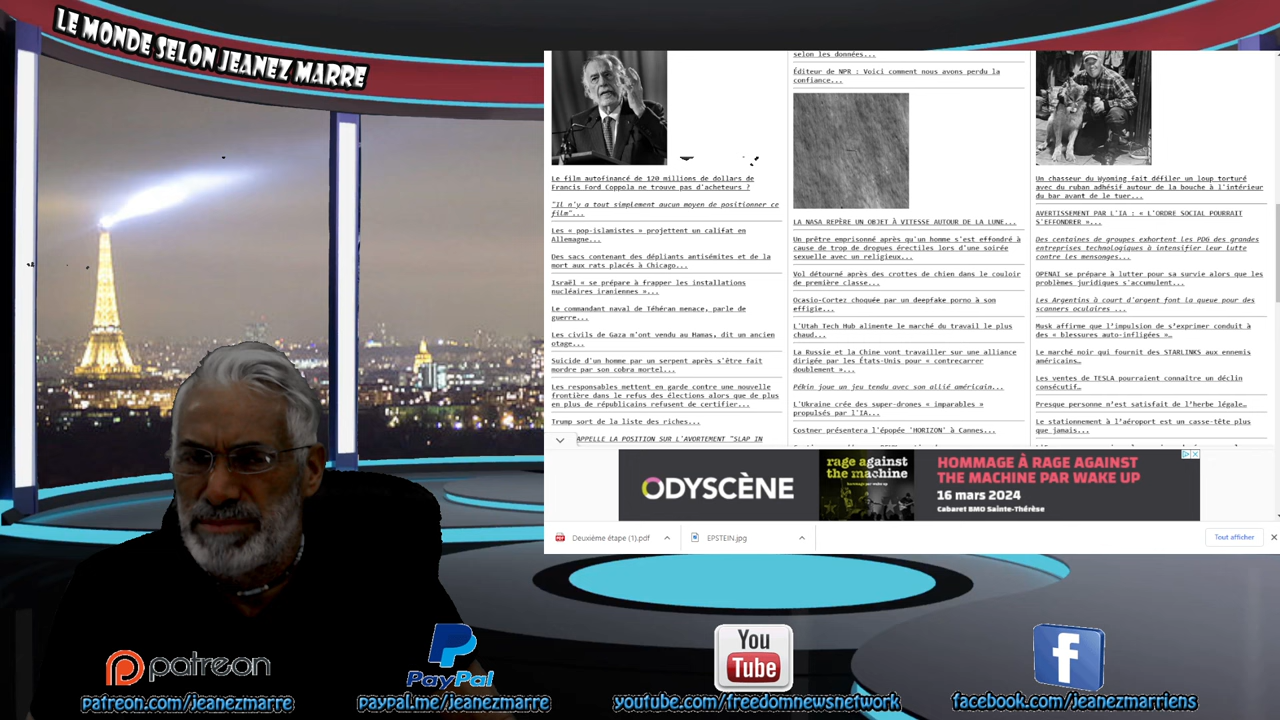 LE MONDE SELON JEANEZ MARRE
Le film autofinancé de 120 millions de dollars de
Francis Ford Coppola ne trouve pas d'acheteurs ?
"Il n'y a tout simplement aucun moyen de positionner ce
film"...
Les « pop-islamistes » projettent un califat en
Allemagne...
Des sacs contenant des dépliants antisémites et de la
mort aux rats placés à Chicago...
Israël « se prépare à frapper les installations
nucléaires iraniennes »...
Le commandant naval de Téhéran menace, parle de
guerre...
Les civils de Gaza m'ont vendu au Hamas, dit un ancien
otage...
Suicide d'un homme par un serpent après s'être fait
mordre par son cobra mortel...
Les responsables mettent en garde contre une nouvelle
frontière dans le refus des élections alors que de plus
en plus de républicains refusent de certifier...
Trump sort de la liste des riches...
APPELLE LA POSITION SUR L'AVORTEMENT "SLAP IN
selon les données...
Éditeur de NPR : Voici comment nous avons perdu la
confiance...
LA NASA REPÈRE UN OBJET À VITESSE AUTOUR DE LA LUNE...
Un prêtre emprisonné après qu'un homme s'est effondré à
cause de trop de drogues érectiles lors d'une soirée
sexuelle avec un religieux...
Vol détourné après des crottes de chien dans le couloir
de première classe...
Ocasio-Cortez choquée par un deepfake porno à son
effigie...
L'Utah Tech Hub alimente le marché du travail le plus
chaud...
La Russie et la Chine vont travailler sur une alliance
dirigée par les États-Unis pour « contrecarrer
doublement »...
Pékin joue un jeu tendu avec son allié américain...
L'Ukraine crée des super-drones « imparables »
propulsés par l'IA...
Costner présentera l'épopée 'HORIZON' à Cannes...
Un chasseur du Wyoming fait défiler un loup torturé
avec du ruban adhésif autour de la bouche à l'intérieur
du bar avant de le tuer...
AVERTISSEMENT PAR L'IA : « L'ORDRE SOCIAL POURRAIT
S'EFFONDRER »...
Des centaines de groupes exhortent les PDG des grandes
entreprises technologiques à intensifier leur lutte
contre les mensonges...
OPENAI se prépare à lutter pour sa survie alors que les
problèmes juridiques s'accumulent...
Les Argentins à court d'argent font la queue pour des
scanners oculaires ...
Musk affirme que l'impulsion de s'exprimer conduit à
des « blessures auto-infligées »…
Le marché noir qui fournit des STARLINKS aux ennemis
américains…
Les ventes de TESLA pourraient connaître un déclin
consécutif…
Presque personne n'est satisfait de l'herbe légale…
Le stationnement à l'aéroport est un casse-tête plus
que jamais...
ODYSCÈNE
rage against
the machine
HOMMAGE À RAGE AGAINST
THE MACHINE PAR WAKE UP
16 mars 2024
Cabaret BMO Sainte-Thérèse
Deuxième étape (1).pdf
EPSTEIN.jpg
Tout afficher
patreon
PayPal
You
Tube
f
patreon.com/jeanezmarre
paypal.me/jeanezmarre
youtube.com/freedomnewsnetwork
facebook.com/jeanezmarriens